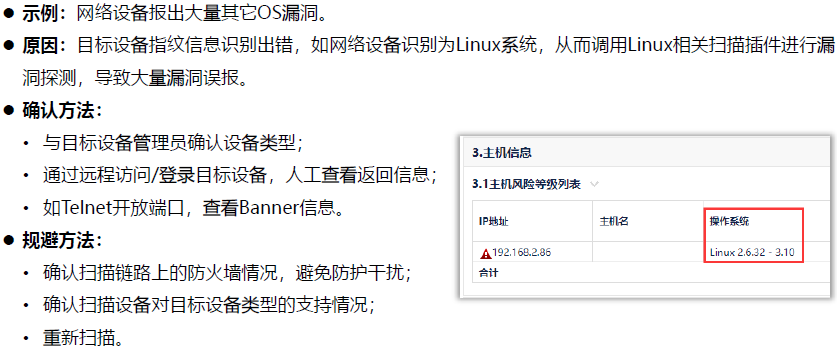 ● 示例：网络设备报出大量其它OS漏洞。
● 原因：目标设备指纹信息识别出错，如网络设备识别为Linux系统，从而调用Linux相关扫描插件进行漏
洞探测，导致大量漏洞误报。
● 确认方法：
• 与目标设备管理员确认设备类型；
• 通过远程访问/登录目标设备，人工查看返回信息；
• 如Telnet开放端口，查看Banner信息。
● 规避方法：
• 确认扫描链路上的防火墙情况，避免防护干扰；
• 确认扫描设备对目标设备类型的支持情况；
• 重新扫描。
3.主机信息
3.1主机风险等级列表
IP地址 主机名 操作系统
192.168.2.86 Linux 2.6.32 - 3.10
合计